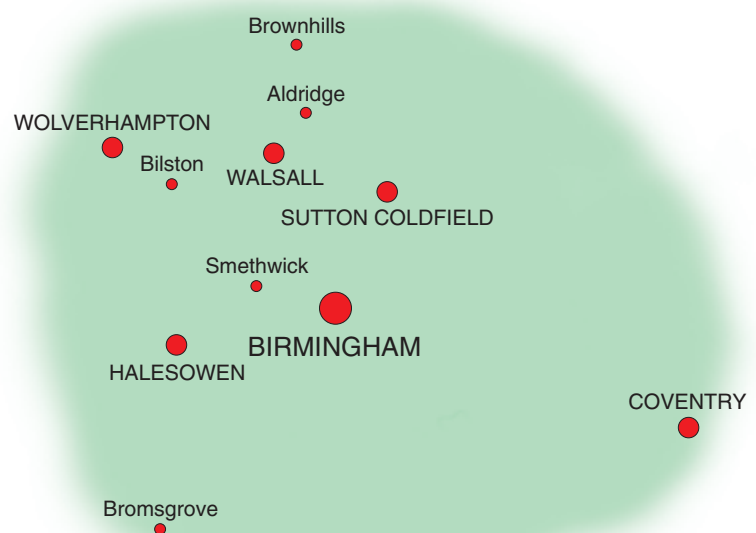 Brownhills
Aldridge
WOLVERHAMPTON
Bilston
WALSALL
SUTTON COLDFIELD
Smethwick
BIRMINGHAM
HALESOWEN
COVENTRY
Bromsgrove